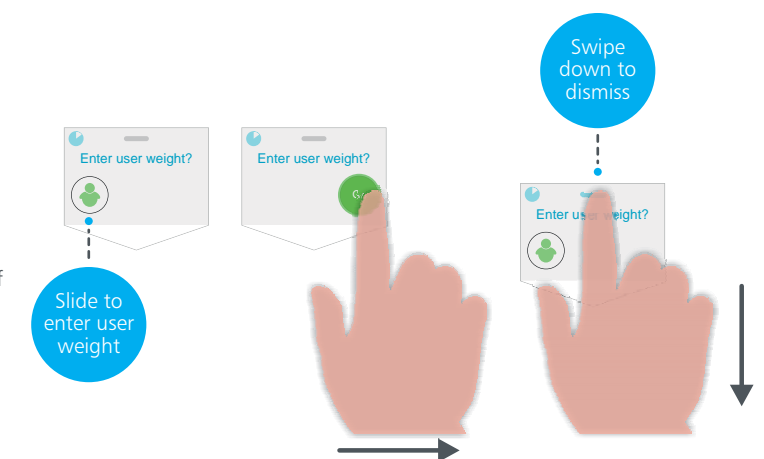 Swipe
down to
dismiss
Enter user weight?
Enter user weight?
f
Slide to
enter user
weight